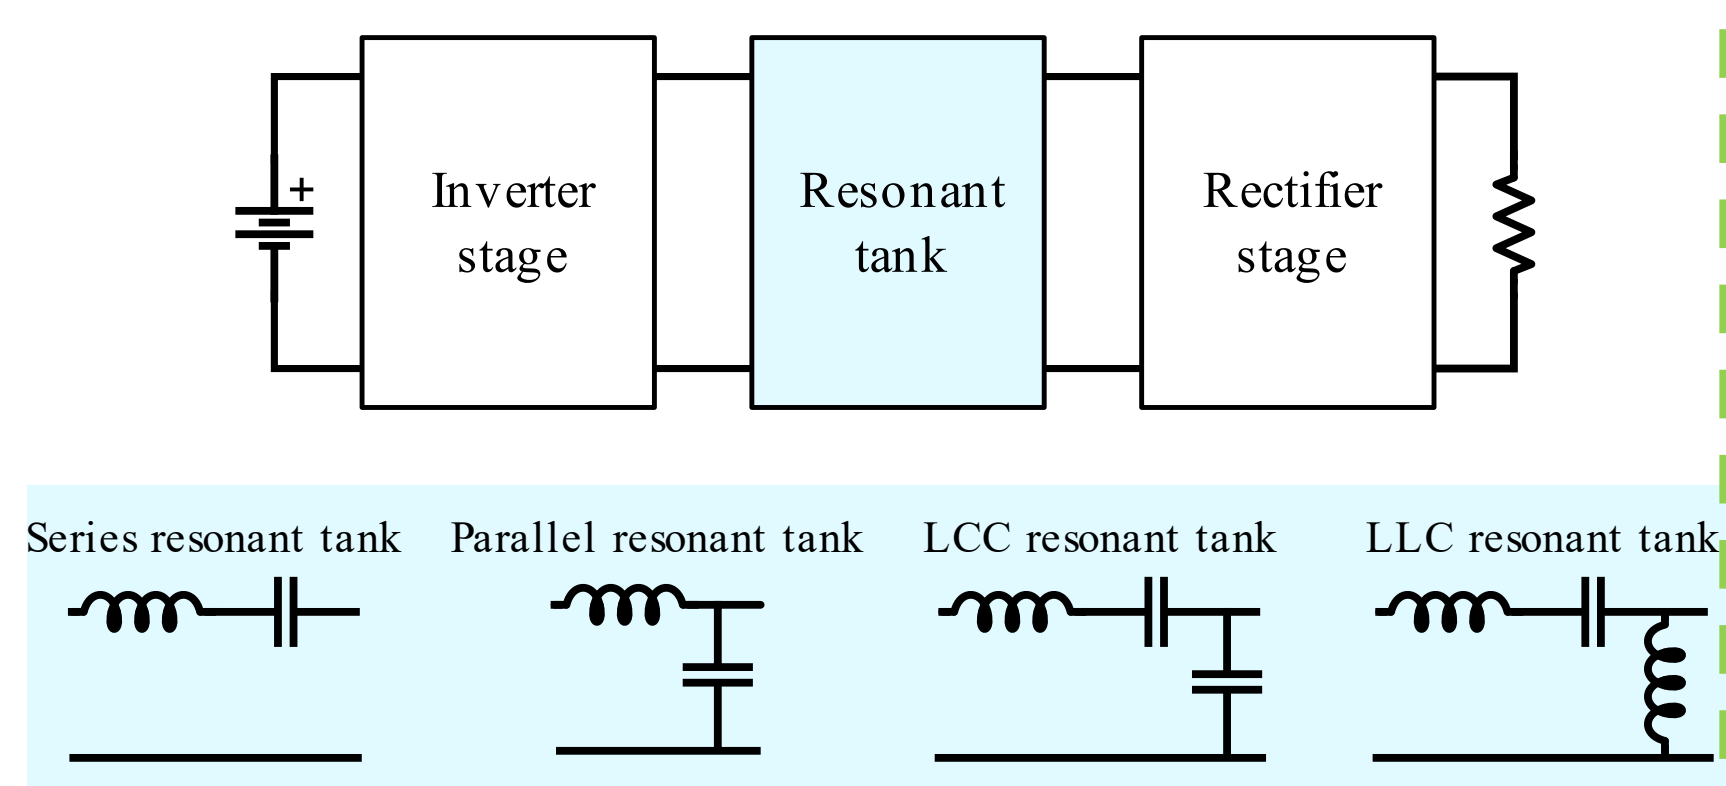 +
Inverter
stage
Resonant
tank
Rectifier
stage
Series resonant tank
Parallel resonant tank
LCC resonant tank
LLC resonant tank